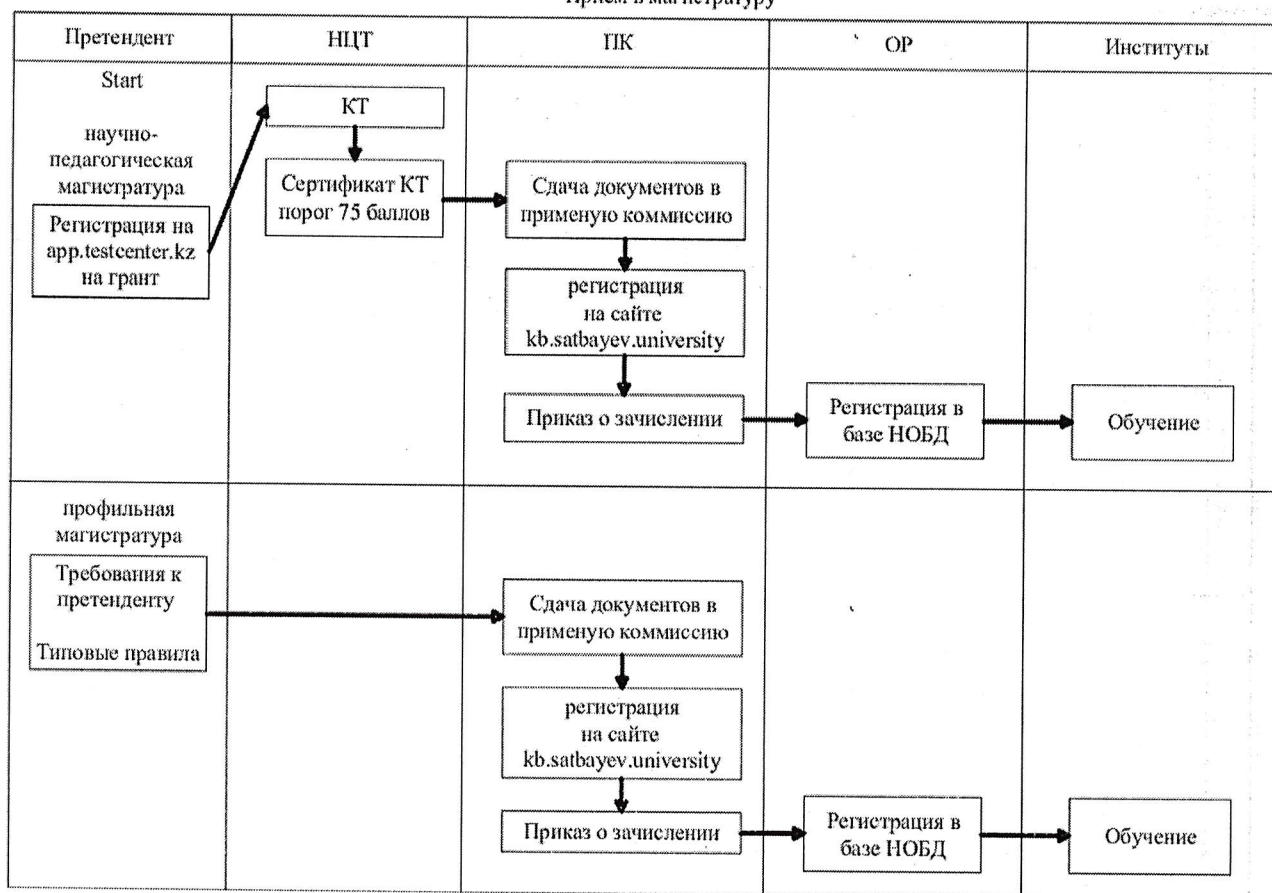 Прием в магистратуру
Претендент
НЦТ
ПК
ОР
Институты
Start
научно-
педагогическая
магистратура
Регистрация на
app.testcenter.kz
на грант
КТ
Сертификат КТ
порог 75 баллов
Сдача документов в
применую коммиссию
регистрация
на сайте
kb.satbayev.university
Приказ о зачислении
Регистрация в
базе НОБД
Обучение
профильная
магистратура
Требования к
претенденту
Типовые правила
Сдача документов в
применую коммиссию
регистрация
на сайте
kb.satbayev.university
Приказ о зачислении
Регистрация в
базе НОБД
Обучение